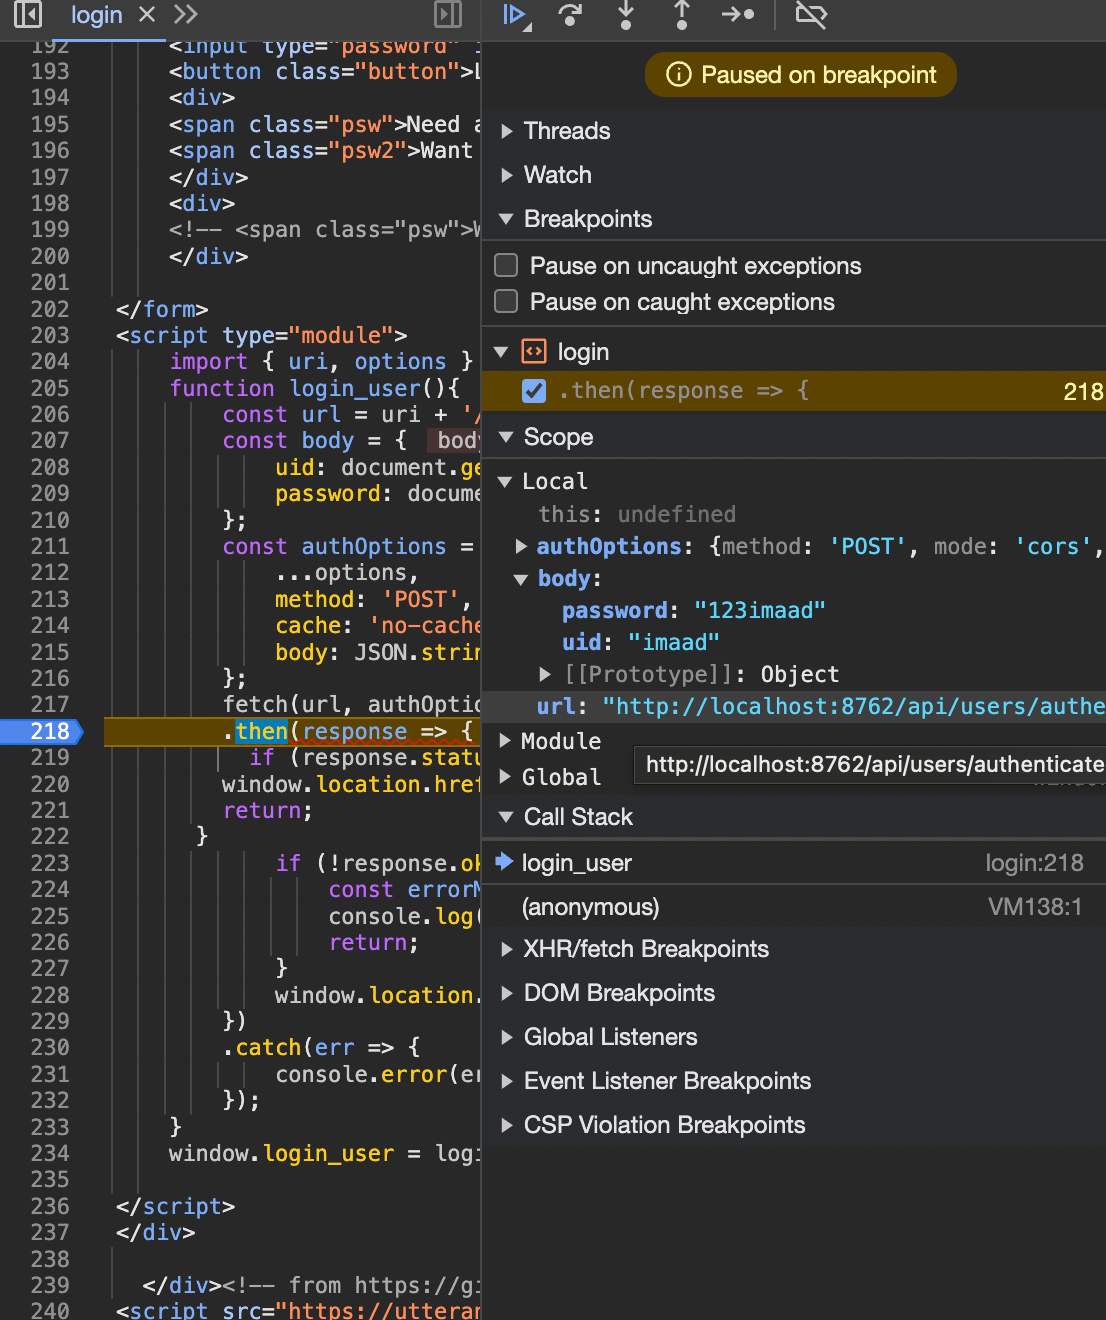 login × >>
192 <input type="password" i
193 <button class="button">L
194 <div>
195 <span class="psw">Need a
196 <span class="psw2">Want
197 </div>
198 <div>
199 <!-- <span class="psw">W
200 </div>
201
202 </form>
203 <script type="module">
204 import { uri, options }
205 function login_user(){
206 const url = uri + '/
207 const body = { body
208 uid: document.ge
209 password: docume
210 };
211 const authOptions =
212 ...options,
213 method: 'POST',
214 cache: 'no-cache
215 body: JSON.strin
216 };
217 fetch(url, authOptio
218 .then(response => {
219 if (response.statu
220 window.location.href
221 return;
222 }
223 if (!response.ok
224 const errorM
225 console.log(
226 return;
227 }
228 window.location.
229 })
230 .catch(err => {
231 console.error(er
232 });
233 }
234 window.login_user = logi
235
236 </script>
237 </div>
238
239 </div><!-- from https://gi
240 <script src="https://utteran
Paused on breakpoint
Threads
Watch
Breakpoints
Pause on uncaught exceptions
Pause on caught exceptions
login
.then(response => { 218
Scope
Local
this: undefined
authOptions: {method: 'POST', mode: 'cors',
body:
password: "123imaad"
uid: "imaad"
[[Prototype]]: Object
url: "http://localhost:8762/api/users/authe
Module
http://localhost:8762/api/users/authenticate
Global
Call Stack
login_user login:218
(anonymous) VM138:1
XHR/fetch Breakpoints
DOM Breakpoints
Global Listeners
Event Listener Breakpoints
CSP Violation Breakpoints